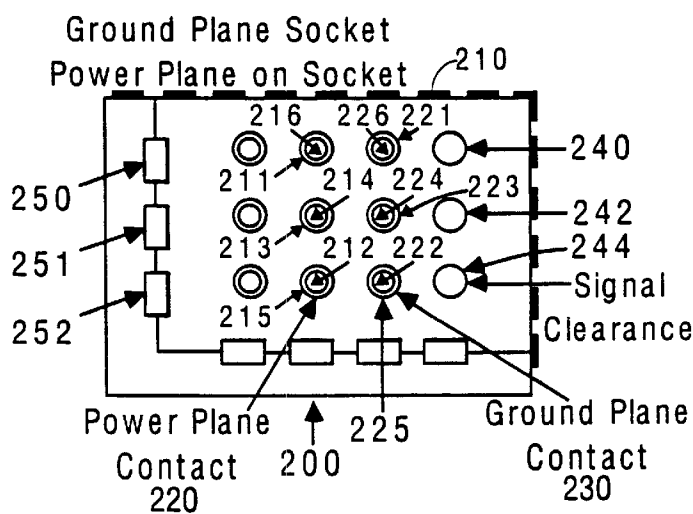 Ground Plane Socket
Power Plane on Socket 210
216 226 221
240
250 211 214 224 223
242
251 213 212 222 244
252 215 Signal
Clearance
Power Plane 225 Ground Plane
Contact 200 Contact
220 230